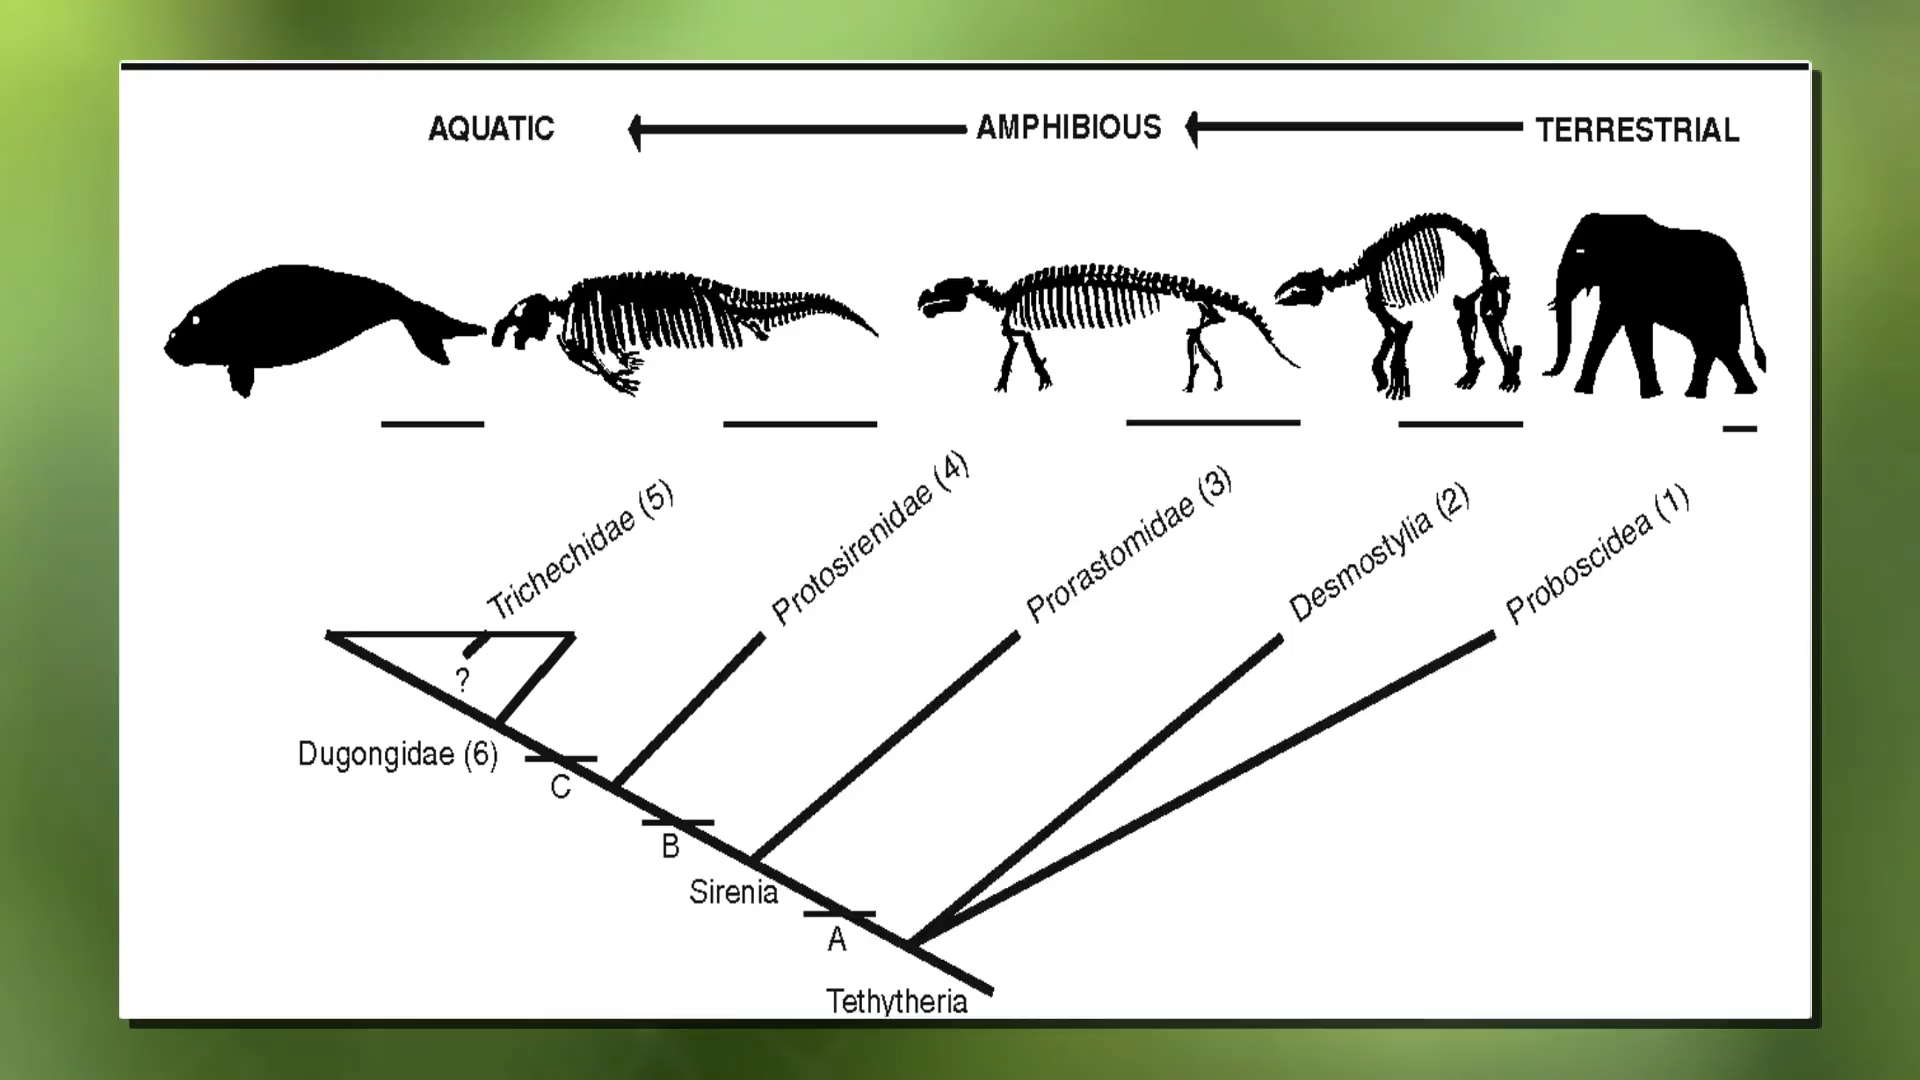 AQUATIC AMPHIBIOUS TERRESTRIAL
Trichechidae (5)
Protosirenidae (4)
Prorastomidae (3)
Desmostylia (2)
Proboscidea (1)
?
Dugongidae (6)
C
B
Sirenia
A
Tethytheria